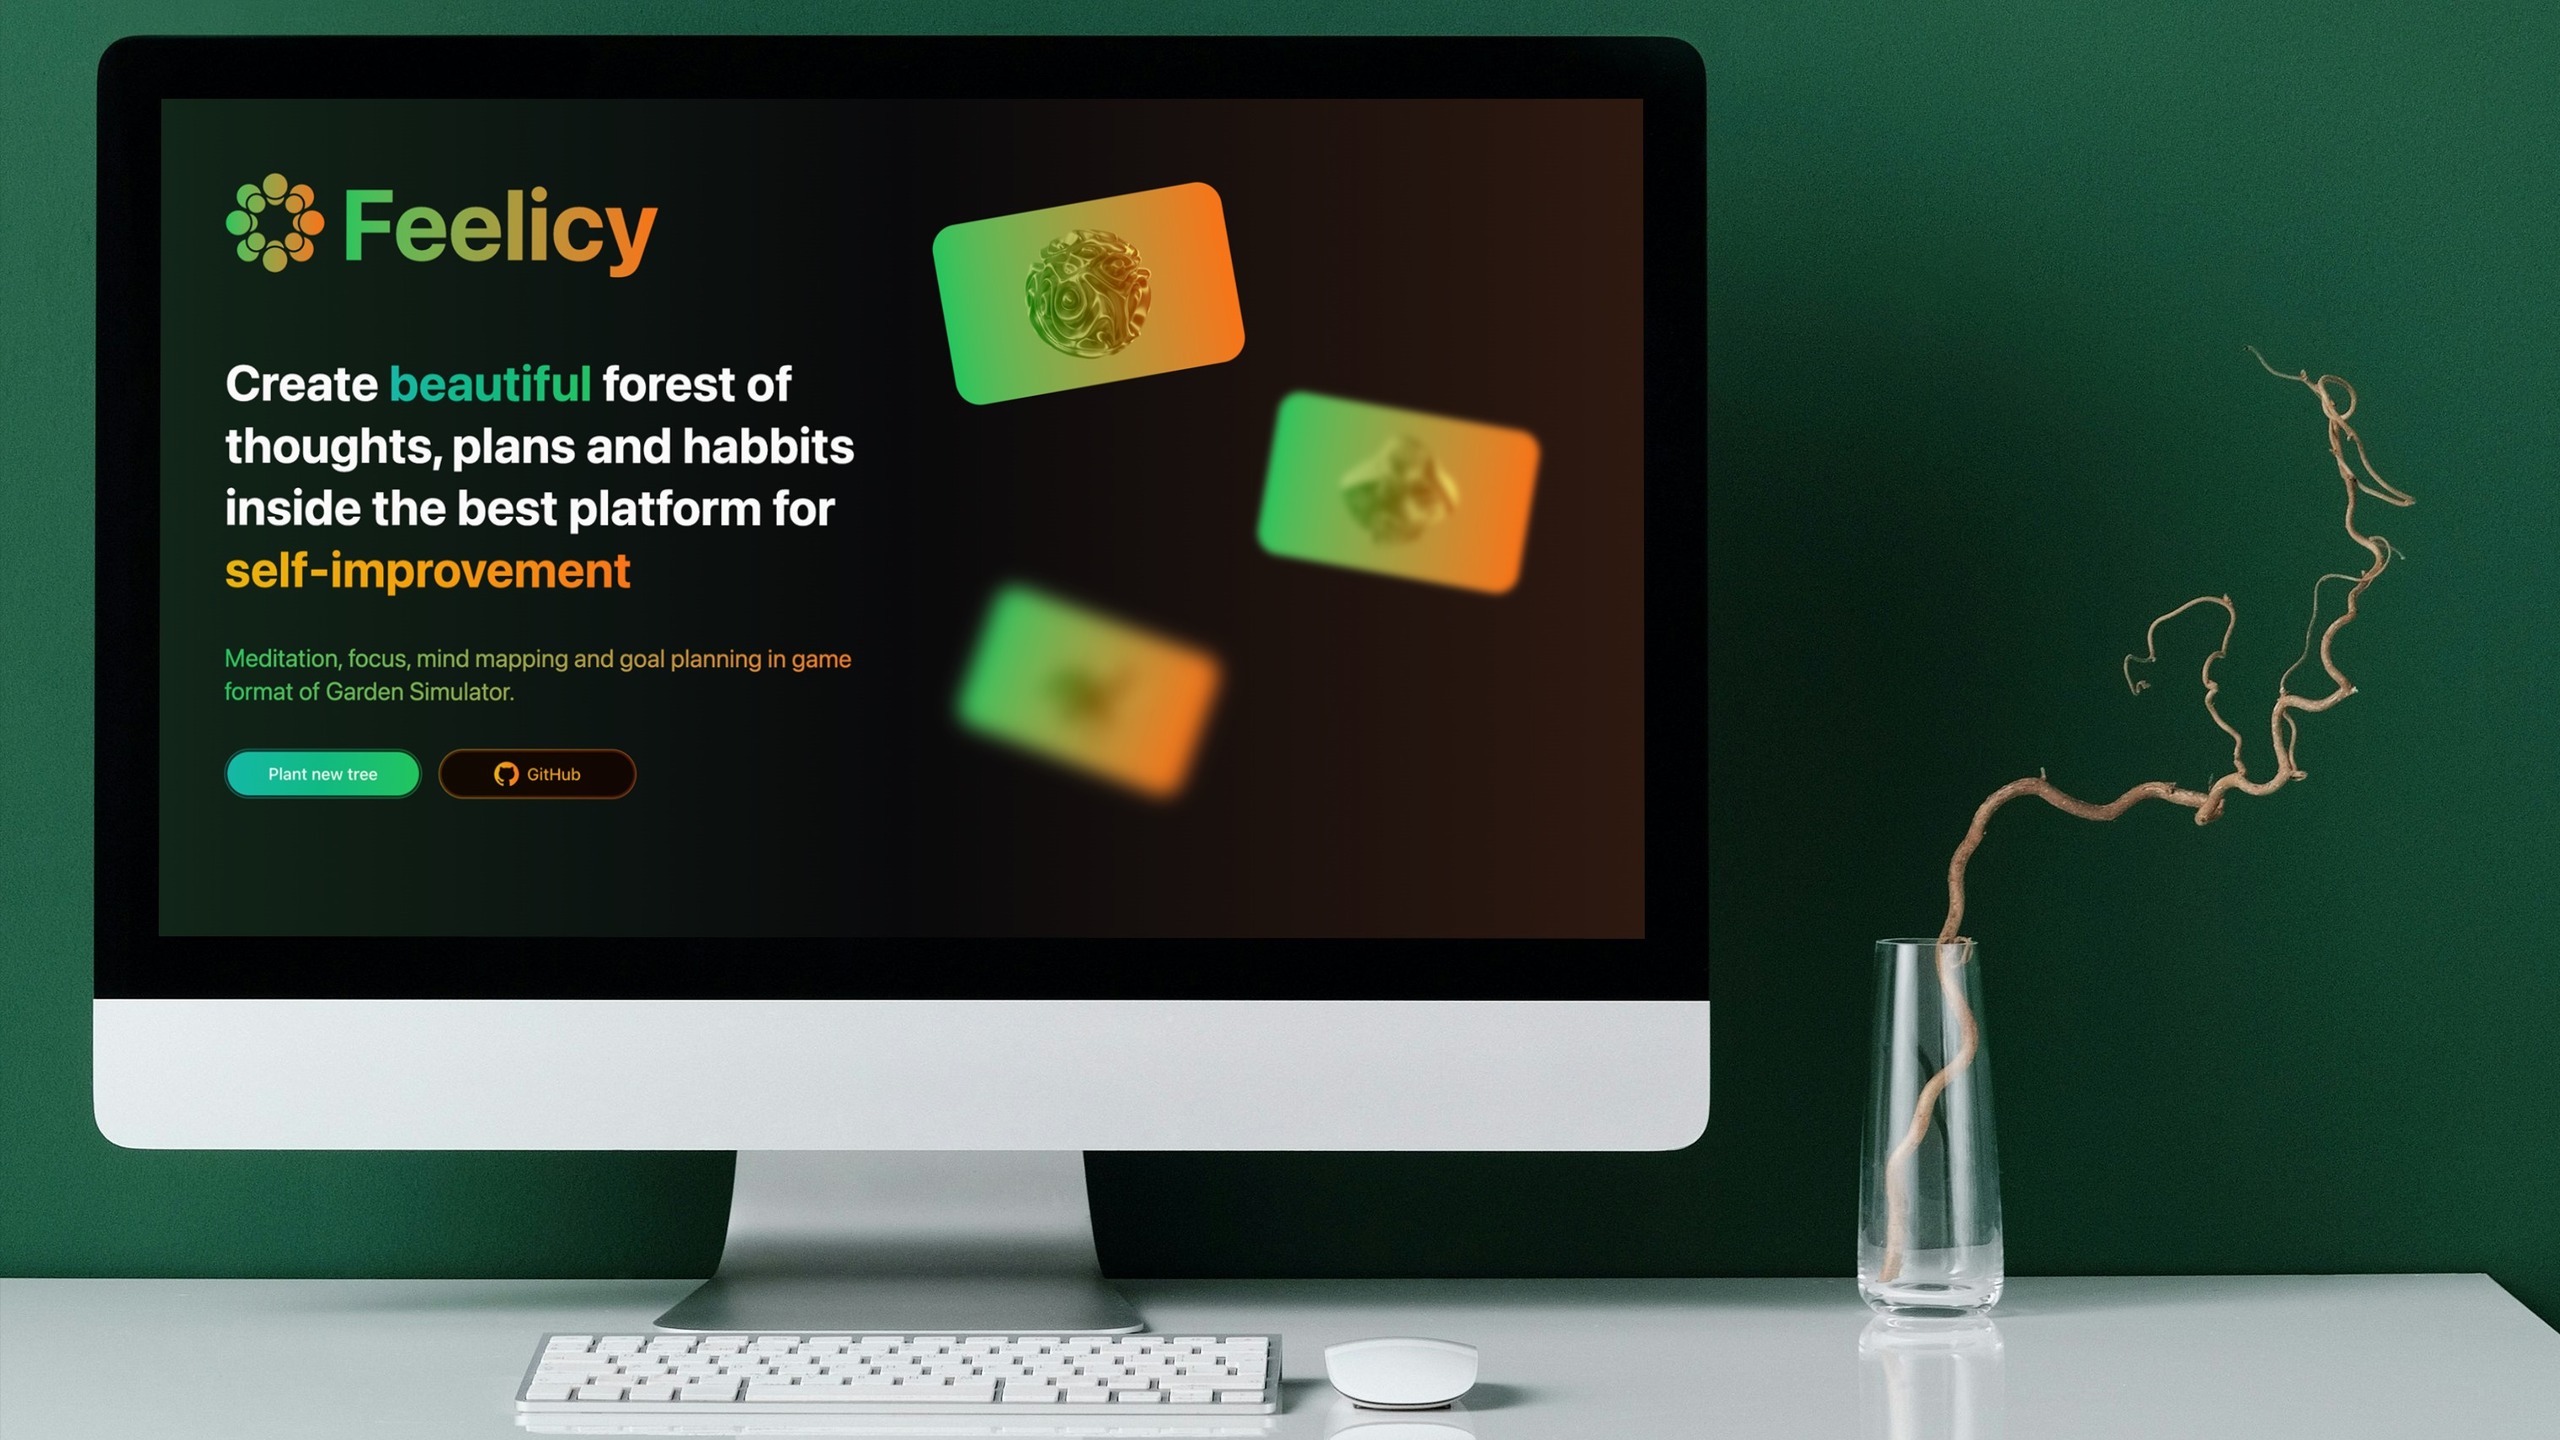 Feelicy
Create beautiful forest of
thoughts, plans and habbits
inside the best platform for
self-improvement
Meditation, focus, mind mapping and goal planning in game
format of Garden Simulator.
Plant new tree
GitHub